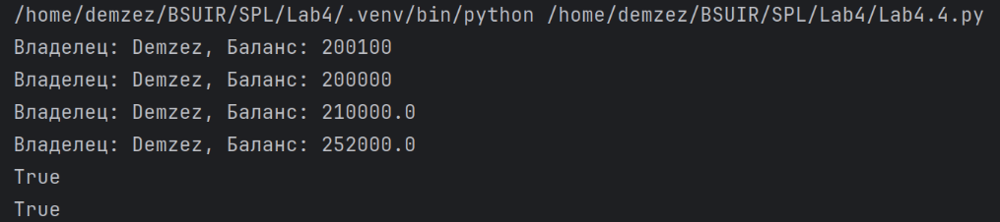 /home/demzez/BSUIR/SPL/Lab4/.venv/bin/python /home/demzez/BSUIR/SPL/Lab4/Lab4.4.py
Владелец: Demzez, Баланс: 200100
Владелец: Demzez, Баланс: 200000
Владелец: Demzez, Баланс: 210000.0
Владелец: Demzez, Баланс: 252000.0
True
True